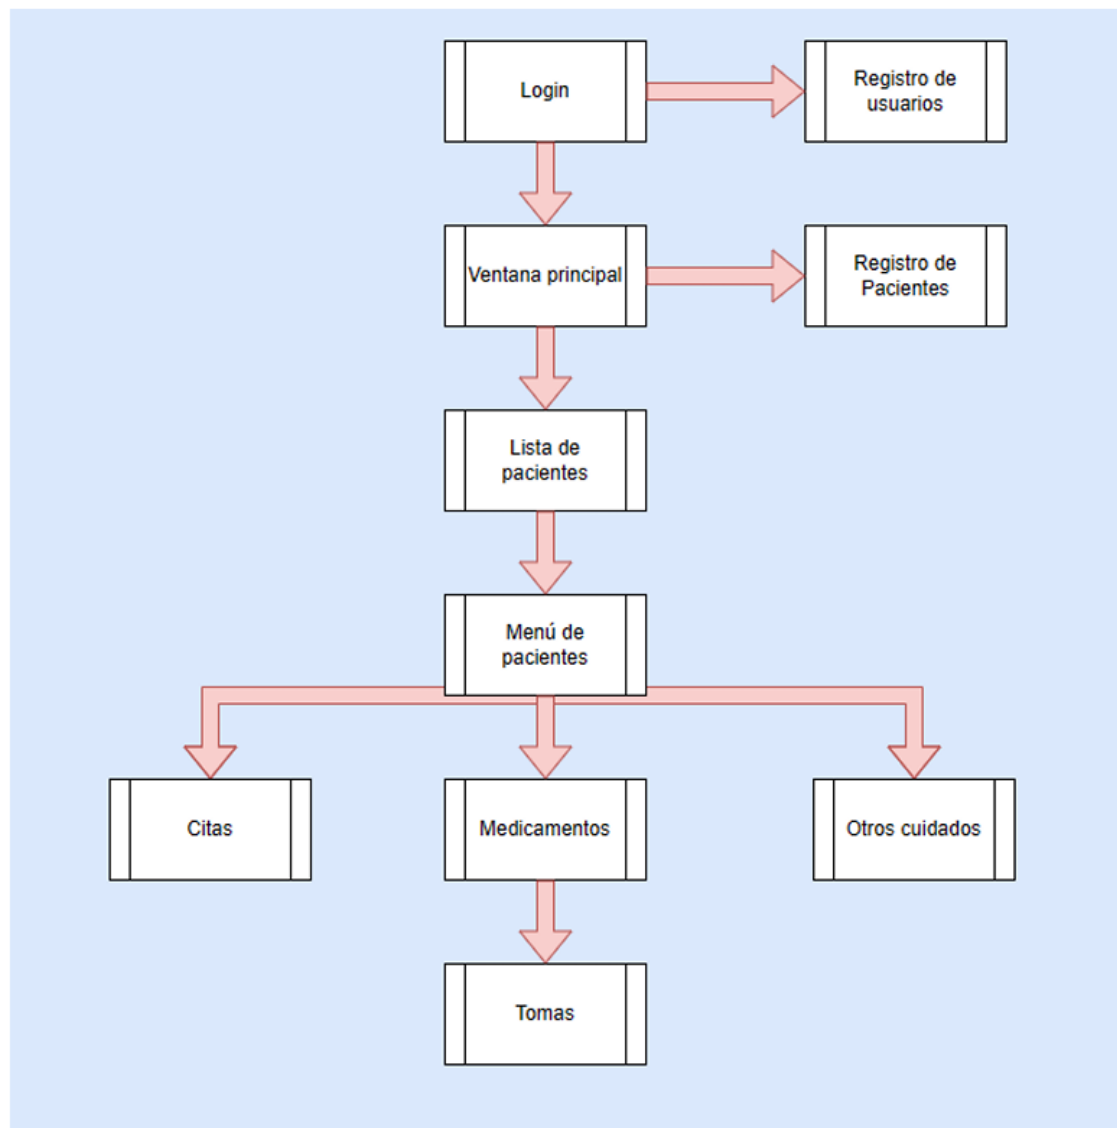 Login
Registro de
usuarios
Ventana principal
Registro de
Pacientes
Lista de
pacientes
Menú de
pacientes
Citas
Medicamentos
Otros cuidados
Tomas